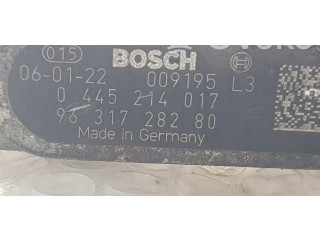 015
BOSCH
06-01-22 009195 L3
0 445 214 017
96 317 282 80
Made in Germany